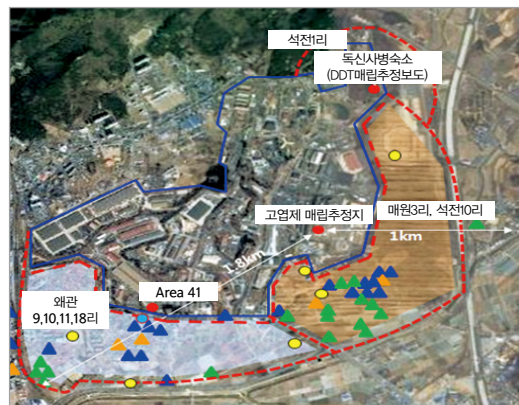 석전1리
독신사병숙소
(DDT매립추정보도)
고엽제 매립추정지
매원3리, 석전10리
1km
1.8km
Area 41
왜관
9,10,11,18리